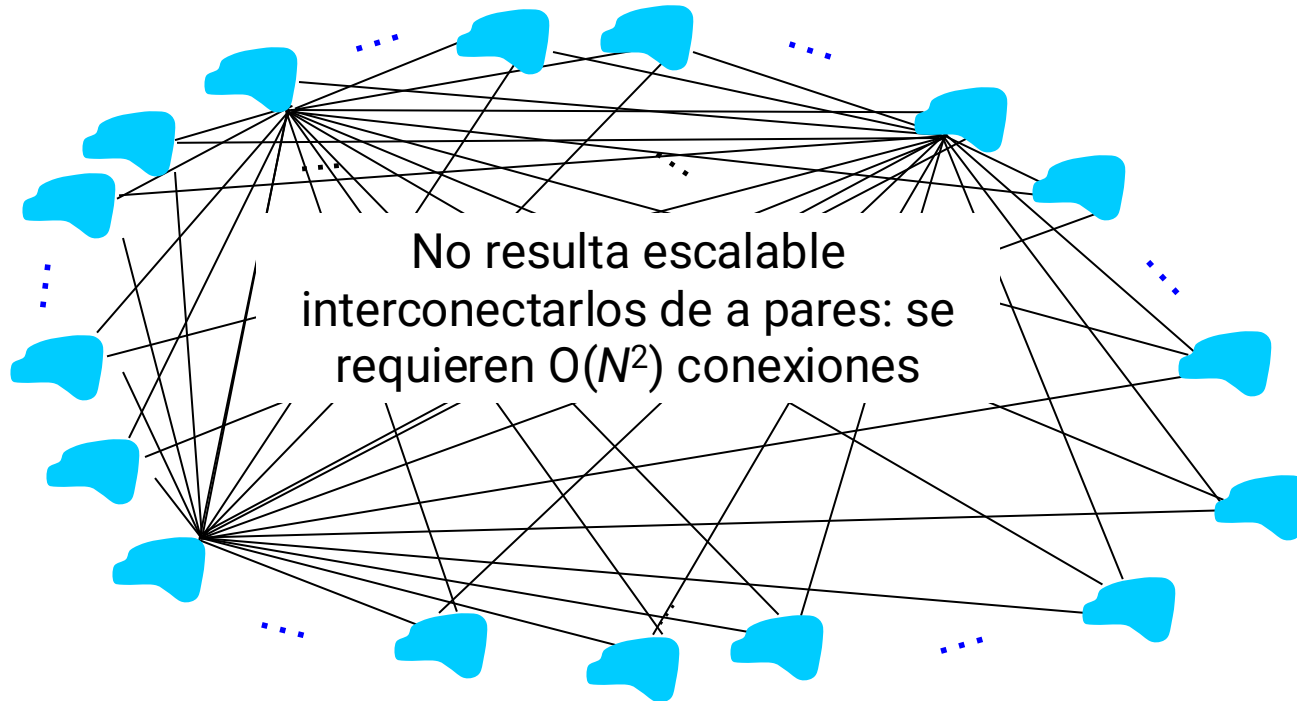 No resulta escalable
interconectarlos de a pares: se
requieren O(N²) conexiones